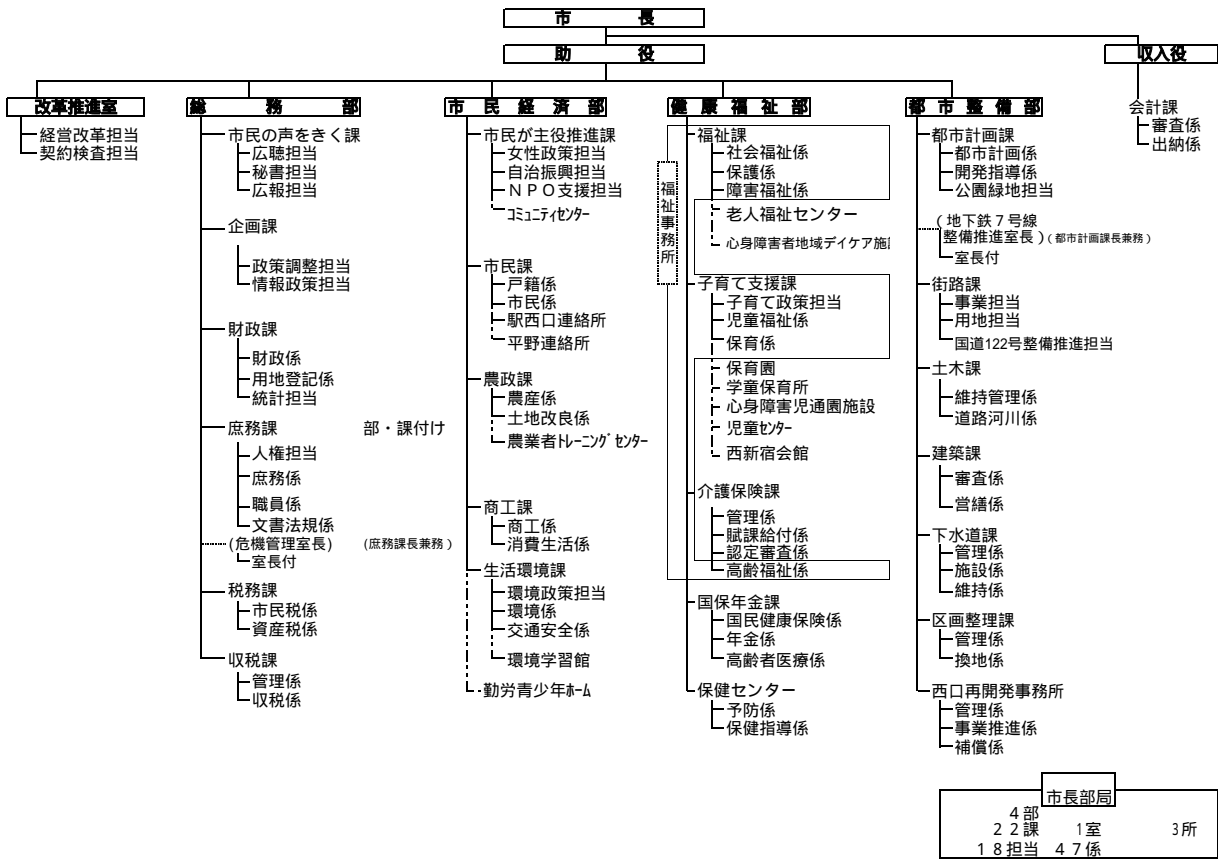 市　　　長
助　　　役
収入役
会計課
審査係
出納係
改革推進室
経営改革担当
契約検査担当
総　務　部
市民の声をきく課
広聴担当
秘書担当
広報担当
企画課
政策調整担当
情報政策担当
財政課
財政係
用地登記係
統計担当
庶務課　　　部・課付け
人権担当
庶務係
職員係
文書法規係
(危機管理室長)　(庶務課長兼務)
室長付
税務課
市民税係
資産税係
収税課
管理係
収税係
市民経済部
市民が主役推進課
女性政策担当
自治振興担当
ＮＰＯ支援担当
ｺﾐｭﾆﾃｨｾﾝﾀｰ
市民課
戸籍係
市民係
駅西口連絡所
平野連絡所
農政課
農産係
土地改良係
農業者ﾄﾚｰﾆﾝｸﾞｾﾝﾀｰ
商工課
商工係
消費生活係
生活環境課
環境政策担当
環境係
交通安全係
環境学習館
勤労青少年ﾎｰﾑ
健康福祉部
福祉事務所
福祉課
社会福祉係
保護係
障害福祉係
老人福祉センター
心身障害者地域デイケア施
子育て支援課
子育て政策担当
児童福祉係
保育係
保育園
学童保育所
心身障害児通園施設
児童ｾﾝﾀｰ
西新宿会館
介護保険課
管理係
賦課給付係
認定審査係
高齢福祉係
国保年金課
国民健康保険係
年金係
高齢者医療係
保健センター
予防係
保健指導係
都市整備部
都市計画課
都市計画係
開発指導係
公園緑地担当
(地下鉄７号線
整備推進室長)(都市計画課長兼務)
室長付
街路課
事業担当
用地担当
国道122号整備推進担当
土木課
維持管理係
道路河川係
建築課
審査係
営繕係
下水道課
管理係
施設係
維持係
区画整理課
管理係
換地係
西口再開発事務所
管理係
事業推進係
補償係
市長部局
４部
２２課　1室　3所
１８担当　４７係